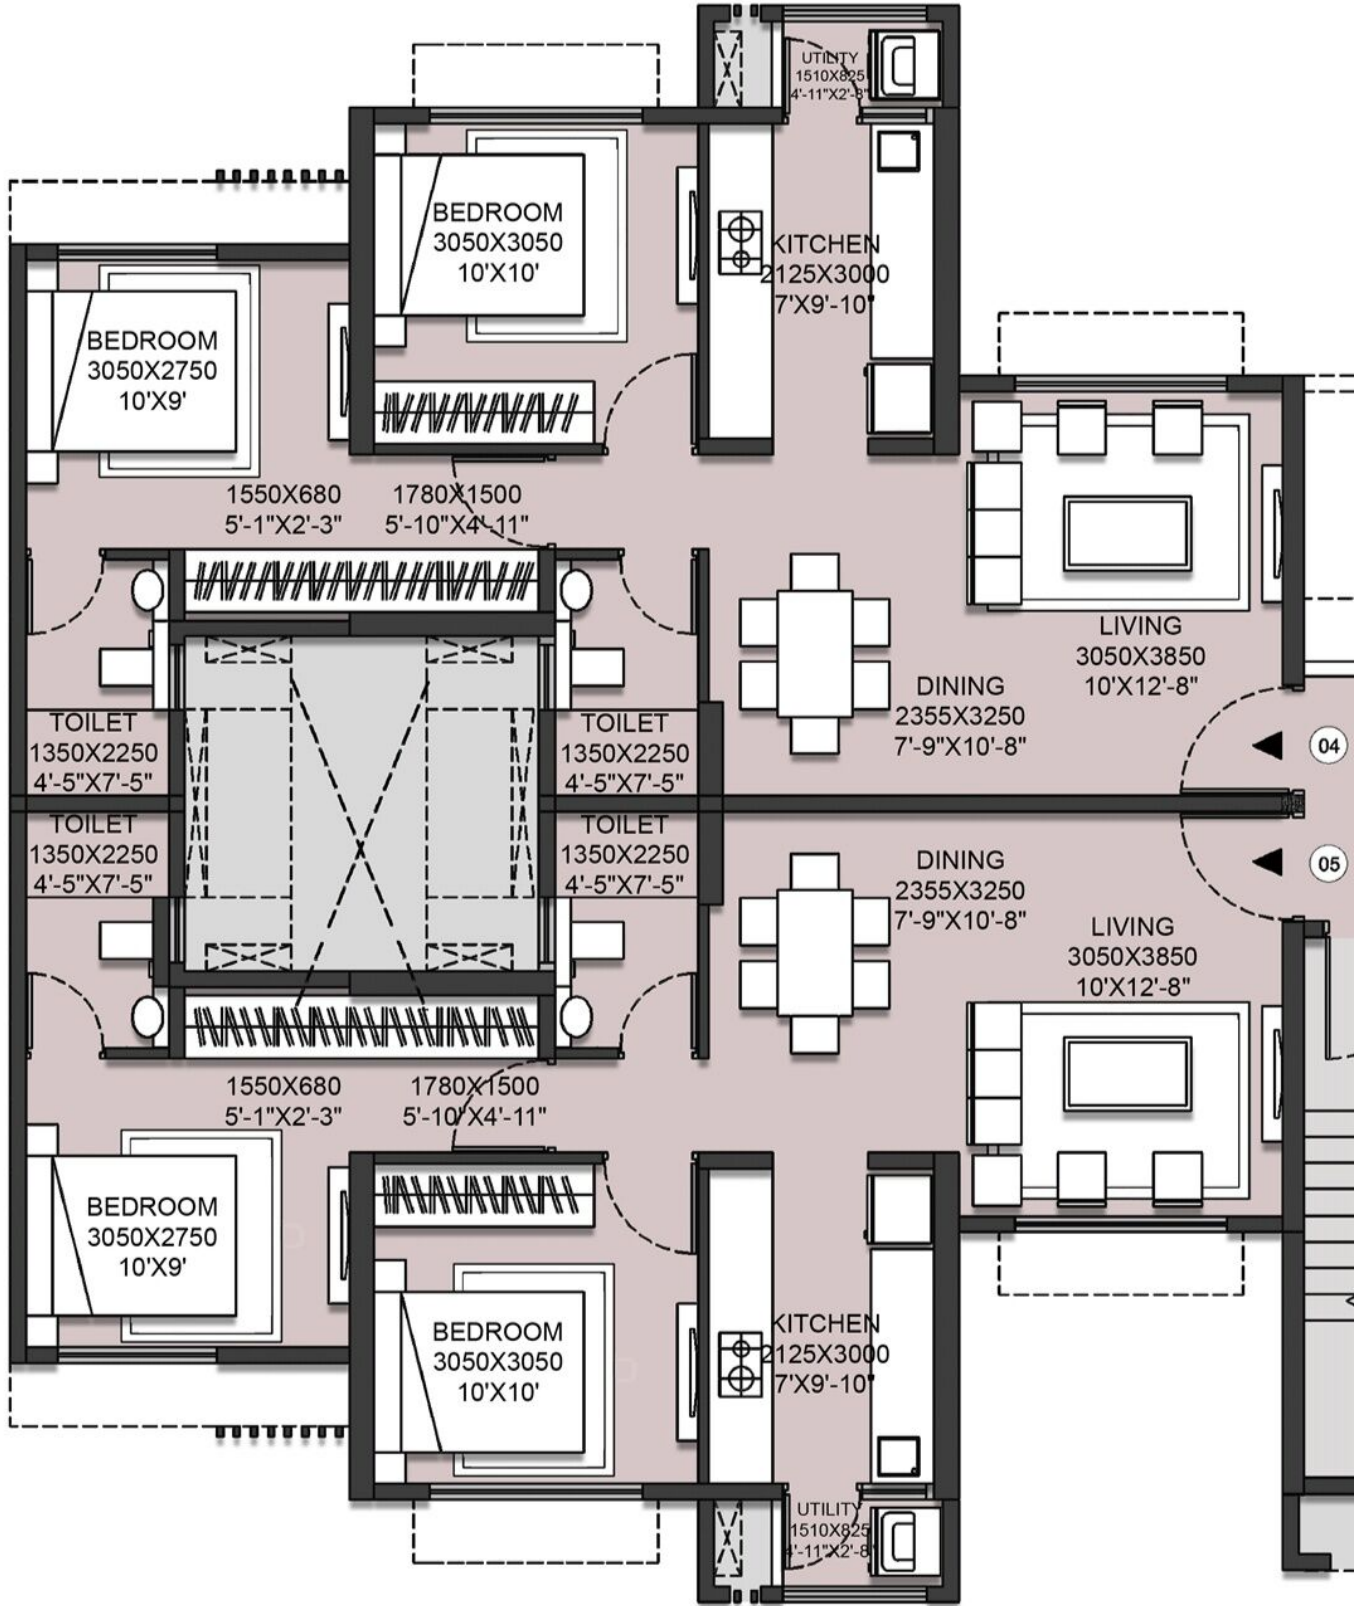 UTILITY
1510X825
4'-11"X2'-8"
BEDROOM
3050X3050
10'X10'
KITCHEN
2125X3000
7'X9'-10"
BEDROOM
3050X2750
10'X9'
1550X680
5'-1"X2'-3"
1780X1500
5'-10"X4'-11"
LIVING
3050X3850
10'X12'-8"
DINING
2355X3250
7'-9"X10'-8"
TOILET
1350X2250
4'-5"X7'-5"
TOILET
1350X2250
4'-5"X7'-5"
04
TOILET
1350X2250
4'-5"X7'-5"
TOILET
1350X2250
4'-5"X7'-5"
DINING
2355X3250
7'-9"X10'-8"
05
LIVING
3050X3850
10'X12'-8"
1550X680
5'-1"X2'-3"
1780X1500
5'-10"X4'-11"
BEDROOM
3050X2750
10'X9'
BEDROOM
3050X3050
10'X10'
KITCHEN
2125X3000
7'X9'-10"
UTILITY
1510X825
4'-11"X2'-8"